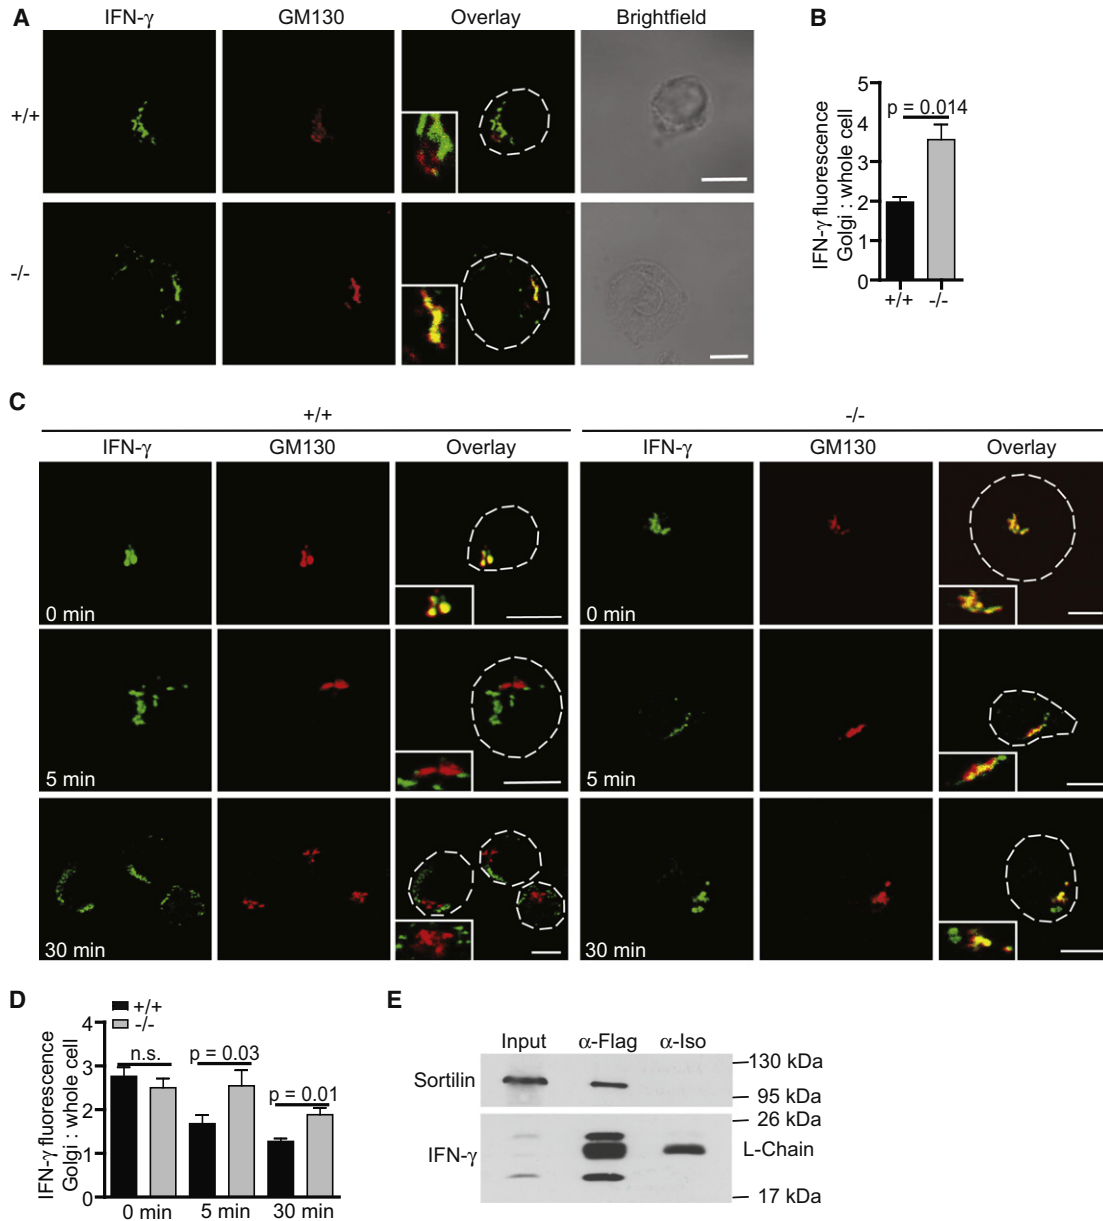 A
IFN-γ GM130 Overlay Brightfield
+/+
-/-
B
IFN-γ fluorescence
Golgi : whole cell
5
4
3
2
1
0
p = 0.014
+/+ -/-
C
+/+ -/-
IFN-γ GM130 Overlay IFN-γ GM130 Overlay
0 min 0 min
5 min 5 min
30 min 30 min
D
+/+
-/-
IFN-γ fluorescence
Golgi : whole cell
4
3
2
1
0
n.s. p = 0.03 p = 0.01
0 min 5 min 30 min
E
Input α-Flag α-Iso
Sortilin
130 kDa
95 kDa
IFN-γ
26 kDa
L-Chain
17 kDa